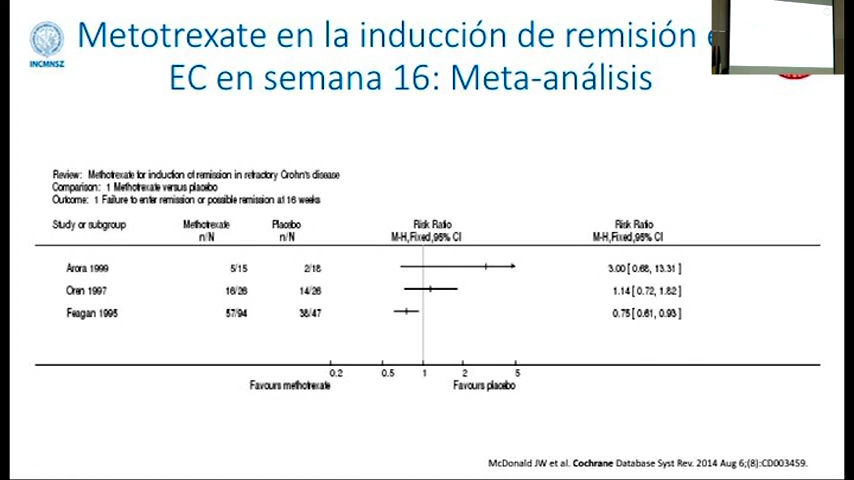 Metotrexate en la inducción de remisión
EC en semana 16: Meta-análisis
INCMNSZ
Review: Methotrexate for induction of remission in refractory Crohn's disease
Comparison: 1 Methotrexate versus placebo
Outcome: 1 Failure to enter remission or possible remission at 16 weeks
Study or subgroup Methotrexate Placebo Risk Ratio Risk Ratio
n/N n/N M-H,Fixed,95% CI M-H,Fixed,95% CI
Arora 1999 5/15 2/18 3.00 [ 0.68, 13.31 ]
Oren 1997 16/26 14/26 1.14 [ 0.72, 1.82 ]
Feagan 1995 57/94 38/47 0.75 [ 0.61, 0.93 ]
0.2 0.5 1 2 5
Favours methotrexate Favours placebo
McDonald JW et al. Cochrane Database Syst Rev. 2014 Aug 6;(8):CD003459.